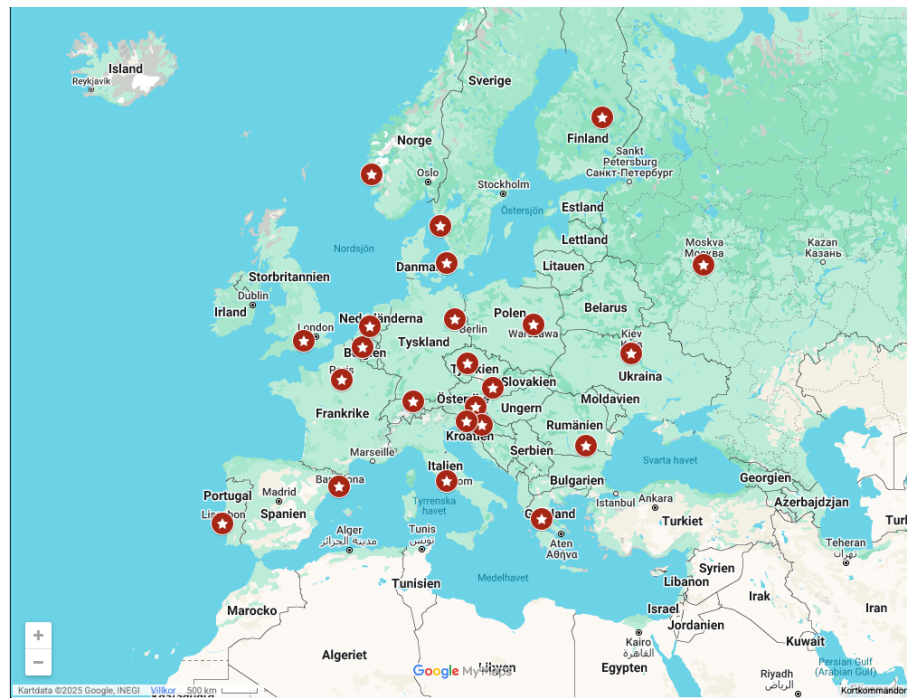 Island
Reykjavik
Sverige
Norge
Finland
Oslo
Sankt
Petersburg
Санкт-Петербург
Stockholm
Östersjön
Estland
Nordsjön
Lettland
Moskva
Москва
Kazan
Казань
Litauen
Storbritannien
Dublin
Irland
London
Nederländerna
Tyskland
Berlin
Polen
Warszawa
Belarus
Kiev
Ukraina
Paris
Slovakien
Ungern
Moldavien
Frankrike
Kroatien
Rumänien
Serbien
Marseille
Italien
Svarta havet
Bulgarien
Georgien
Portugal
Madrid
Spanien
Barcelona
Tyrrenska
havet
Istanbul
Ankara
Azerbajdzjan
Turkiet
Aten
Αθήνα
Alger
مدينة الجزائر
Tunis
تونس
Teheran
تهران
Tunisien
Medelhavet
Syrien
Libanon
Irak
Iran
Israel
Jordanien
Marocko
Kairo
القاهرة
Kuwait
Algeriet
Libyen
Egypten
Persian Gulf
(Arabian Gulf)
Riyadh
الرياض
+
−
Google My Maps
Kartdata ©2025 Google, INEGI Villkor 500 km
Kortkommandon